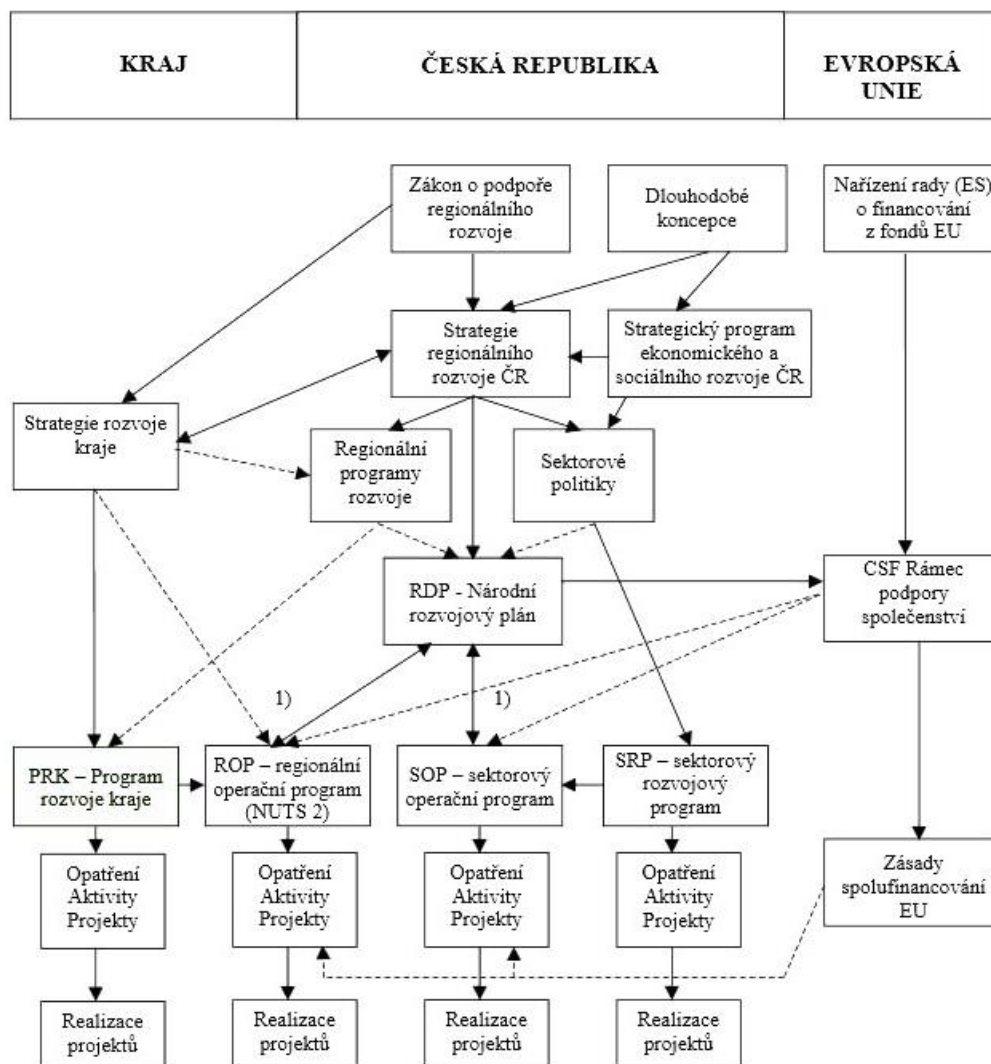 KRAJ
ČESKÁ REPUBLIKA
EVROPSKÁ
UNIE
Zákon o podpoře
regionálního
rozvoje
Dlouhodobé
koncepce
Nařízení rady (ES)
o financování
z fondů EU
Strategie
regionálního
rozvoje ČR
Strategický program
ekonomického a
sociálního rozvoje ČR
Strategie rozvoje
kraje
Regionální
programy
rozvoje
Sektorové
politiky
RDP - Národní
rozvojový plán
CSF Rámec
podpory
společenství
1)
1)
PRK – Program
rozvoje kraje
ROP – regionální
operační program
(NUTS 2)
SOP – sektorový
operační program
SRP – sektorový
rozvojový
program
Opatření
Aktivity
Projekty
Opatření
Aktivity
Projekty
Opatření
Aktivity
Projekty
Opatření
Aktivity
Projekty
Zásady
spolufinancování
EU
Realizace
projektů
Realizace
projektů
Realizace
projektů
Realizace
projektů